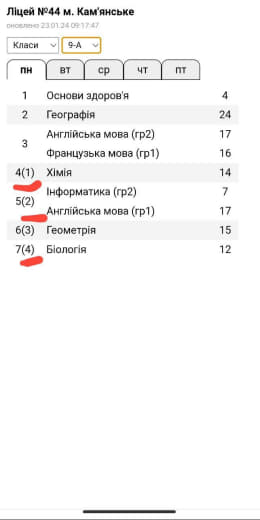 Ліцей №44 м. Кам'янське
оновлено 23.01.24 09:17:47
Класи 9-А
пн вт ср чт пт
1 Основи здоров'я 4
2 Географія 24
3 Англійська мова (гр2) 17
Французька мова (гр1) 16
4(1) Хімія 14
5(2) Інформатика (гр2) 7
Англійська мова (гр1) 17
6(3) Геометрія 15
7(4) Біологія 12